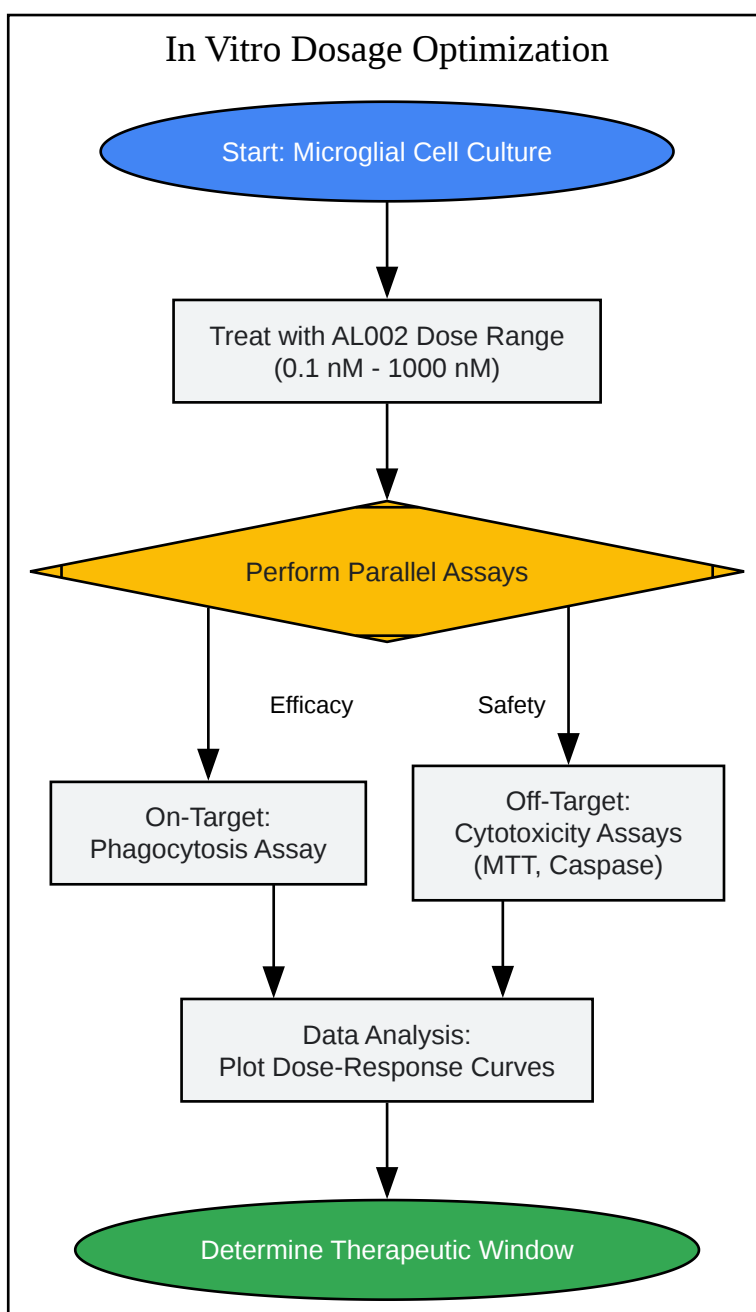 In Vitro Dosage Optimization
Start: Microglial Cell Culture
Treat with AL002 Dose Range
(0.1 nM - 1000 nM)
Perform Parallel Assays
Efficacy
Safety
On-Target:
Phagocytosis Assay
Off-Target:
Cytotoxicity Assays
(MTT, Caspase)
Data Analysis:
Plot Dose-Response Curves
Determine Therapeutic Window